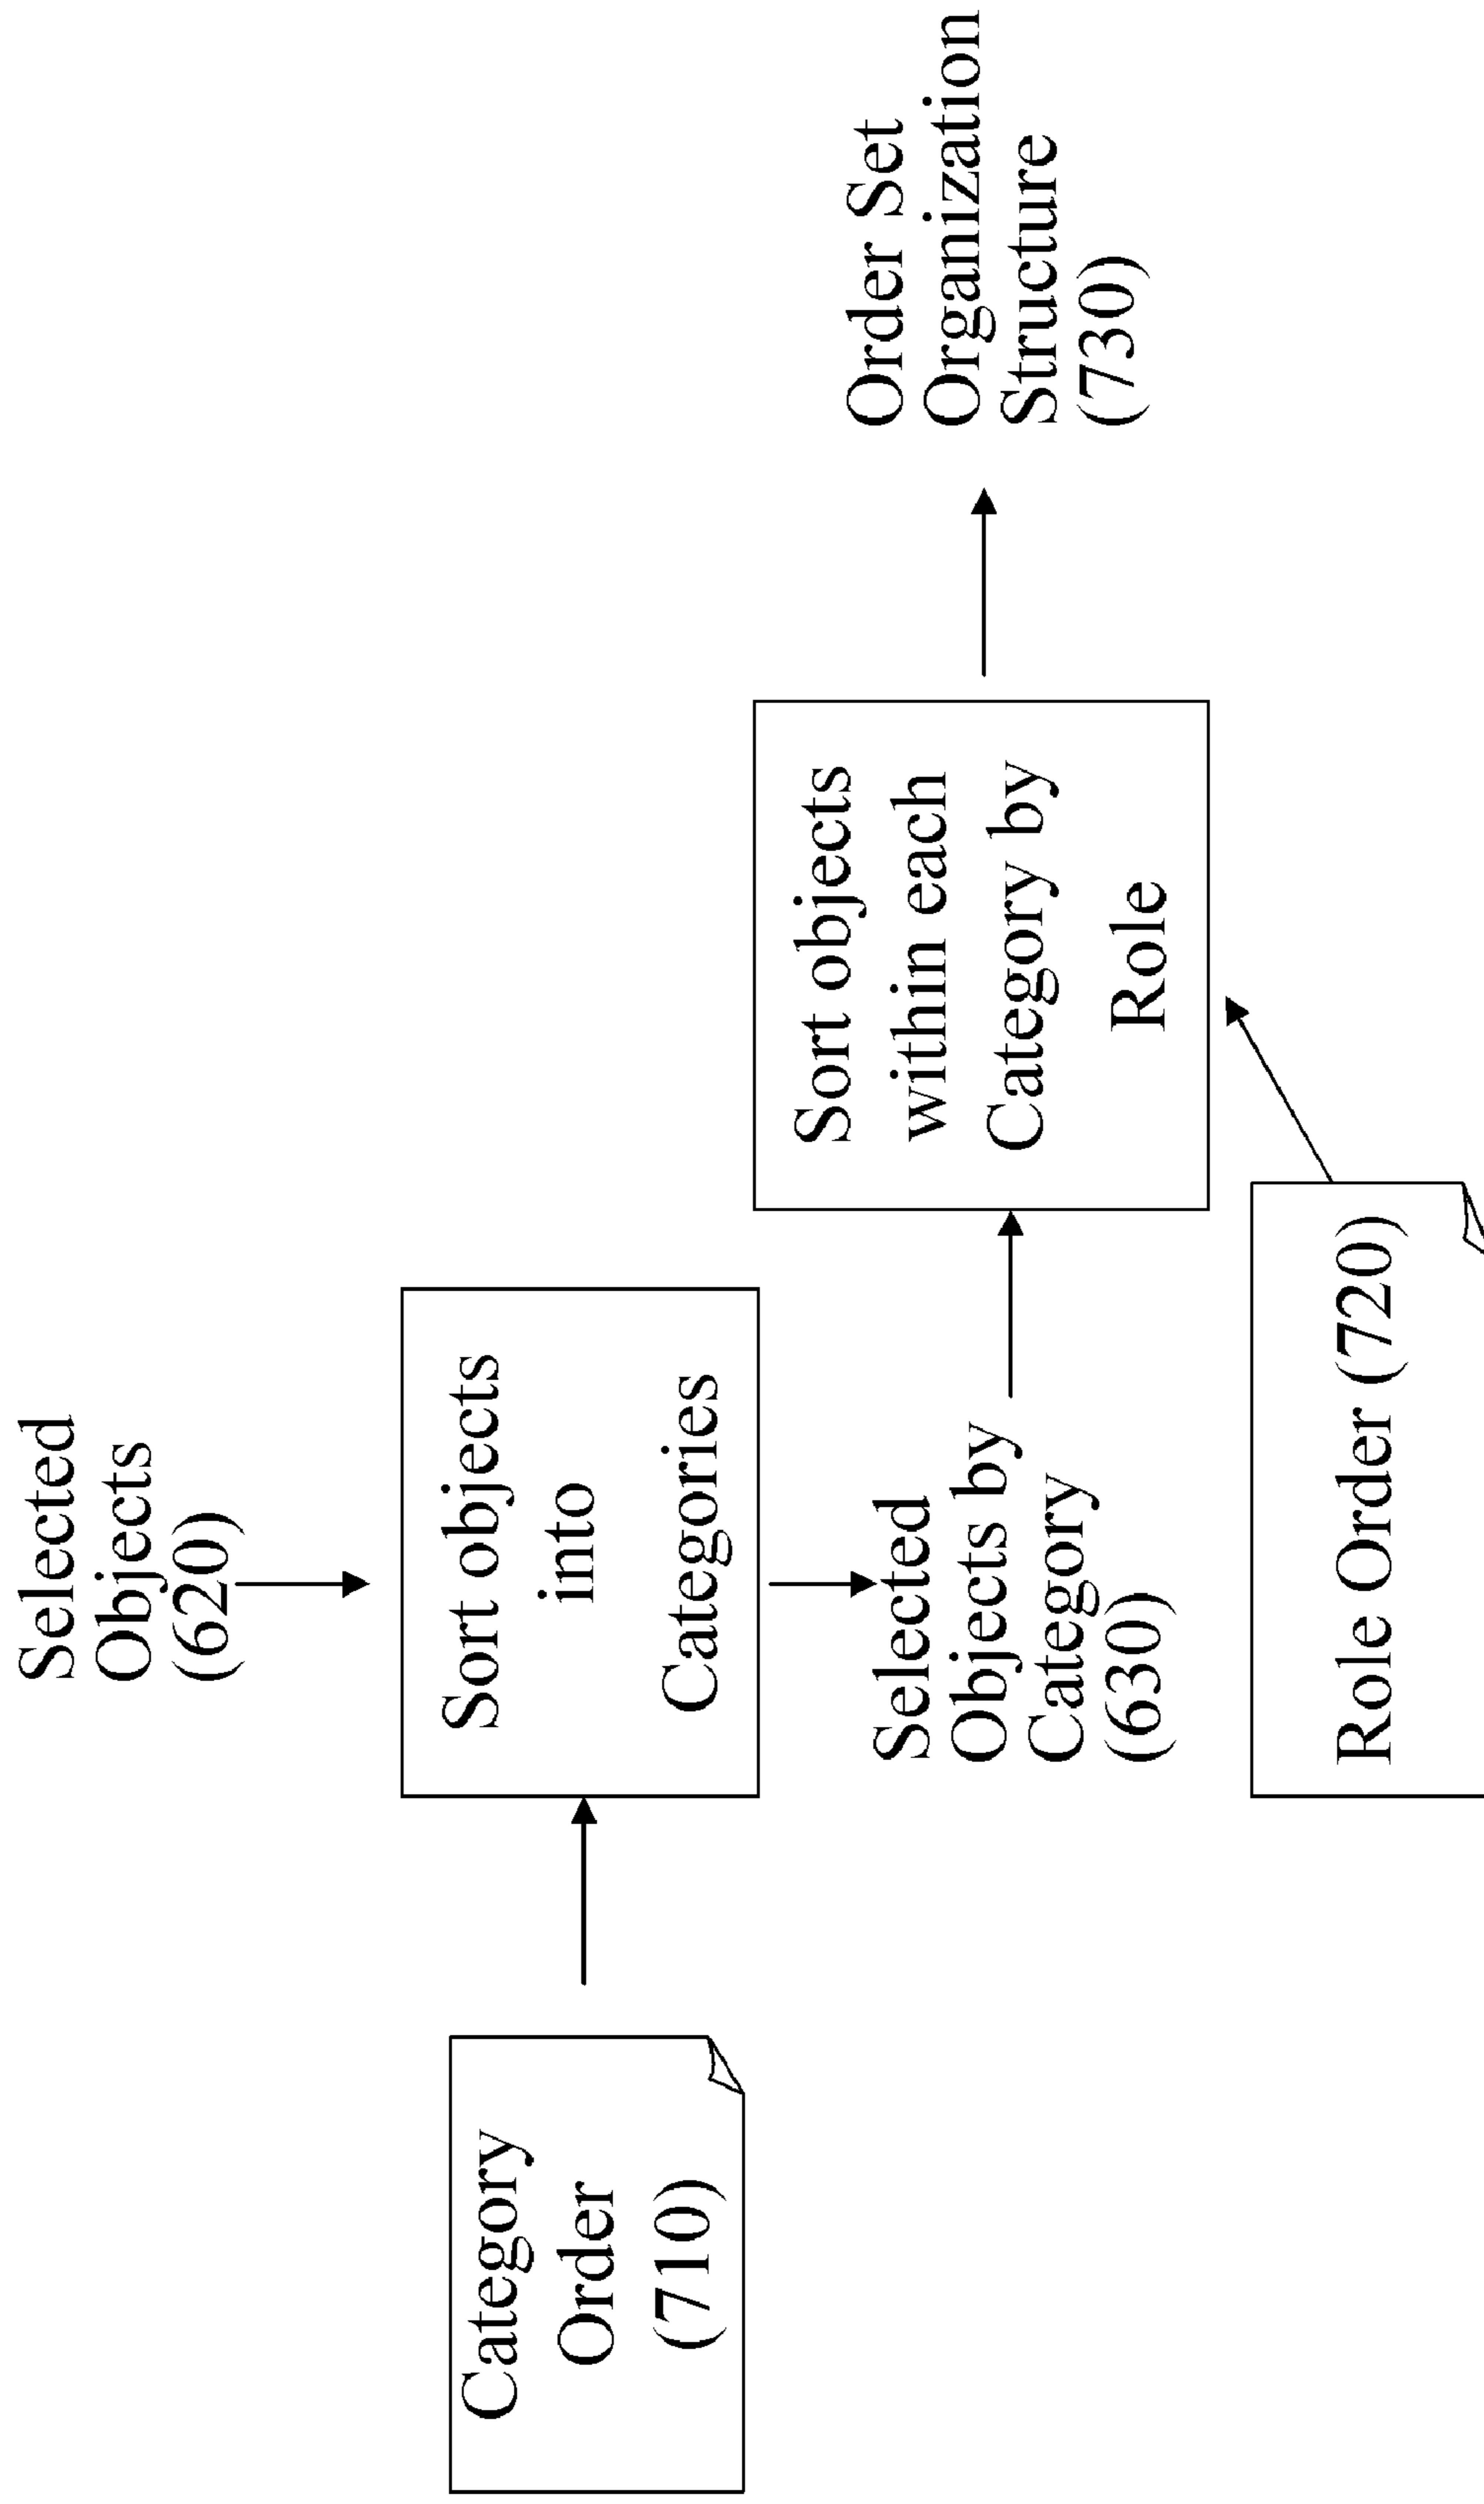 Selected
Objects
(620)
Category
Order
(710)
Sort objects
into
Categories
Selected
Objects by
Category
(630)
Sort objects
within each
Category by
Role
Order Set
Organization
Structure
(730)
Role Order (720)